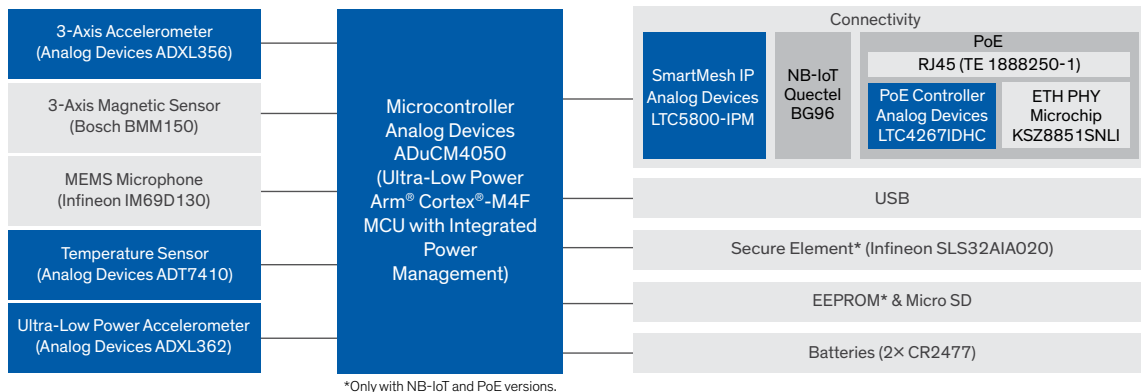 3-Axis Accelerometer
(Analog Devices ADXL356)
3-Axis Magnetic Sensor
(Bosch BMM150)
MEMS Microphone
(Infineon IM69D130)
Temperature Sensor
(Analog Devices ADT7410)
Ultra-Low Power Accelerometer
(Analog Devices ADXL362)
Microcontroller
Analog Devices
ADuCM4050
(Ultra-Low Power
Arm® Cortex®-M4F
MCU with Integrated
Power
Management)
Connectivity
SmartMesh IP
Analog Devices
LTC5800-IPM
NB-IoT
Quectel
BG96
PoE
RJ45 (TE 1888250-1)
PoE Controller
Analog Devices
LTC4267IDHC
ETH PHY
Microchip
KSZ8851SNLI
USB
Secure Element* (Infineon SLS32AIA020)
EEPROM* & Micro SD
Batteries (2× CR2477)
*Only with NB-IoT and PoE versions.